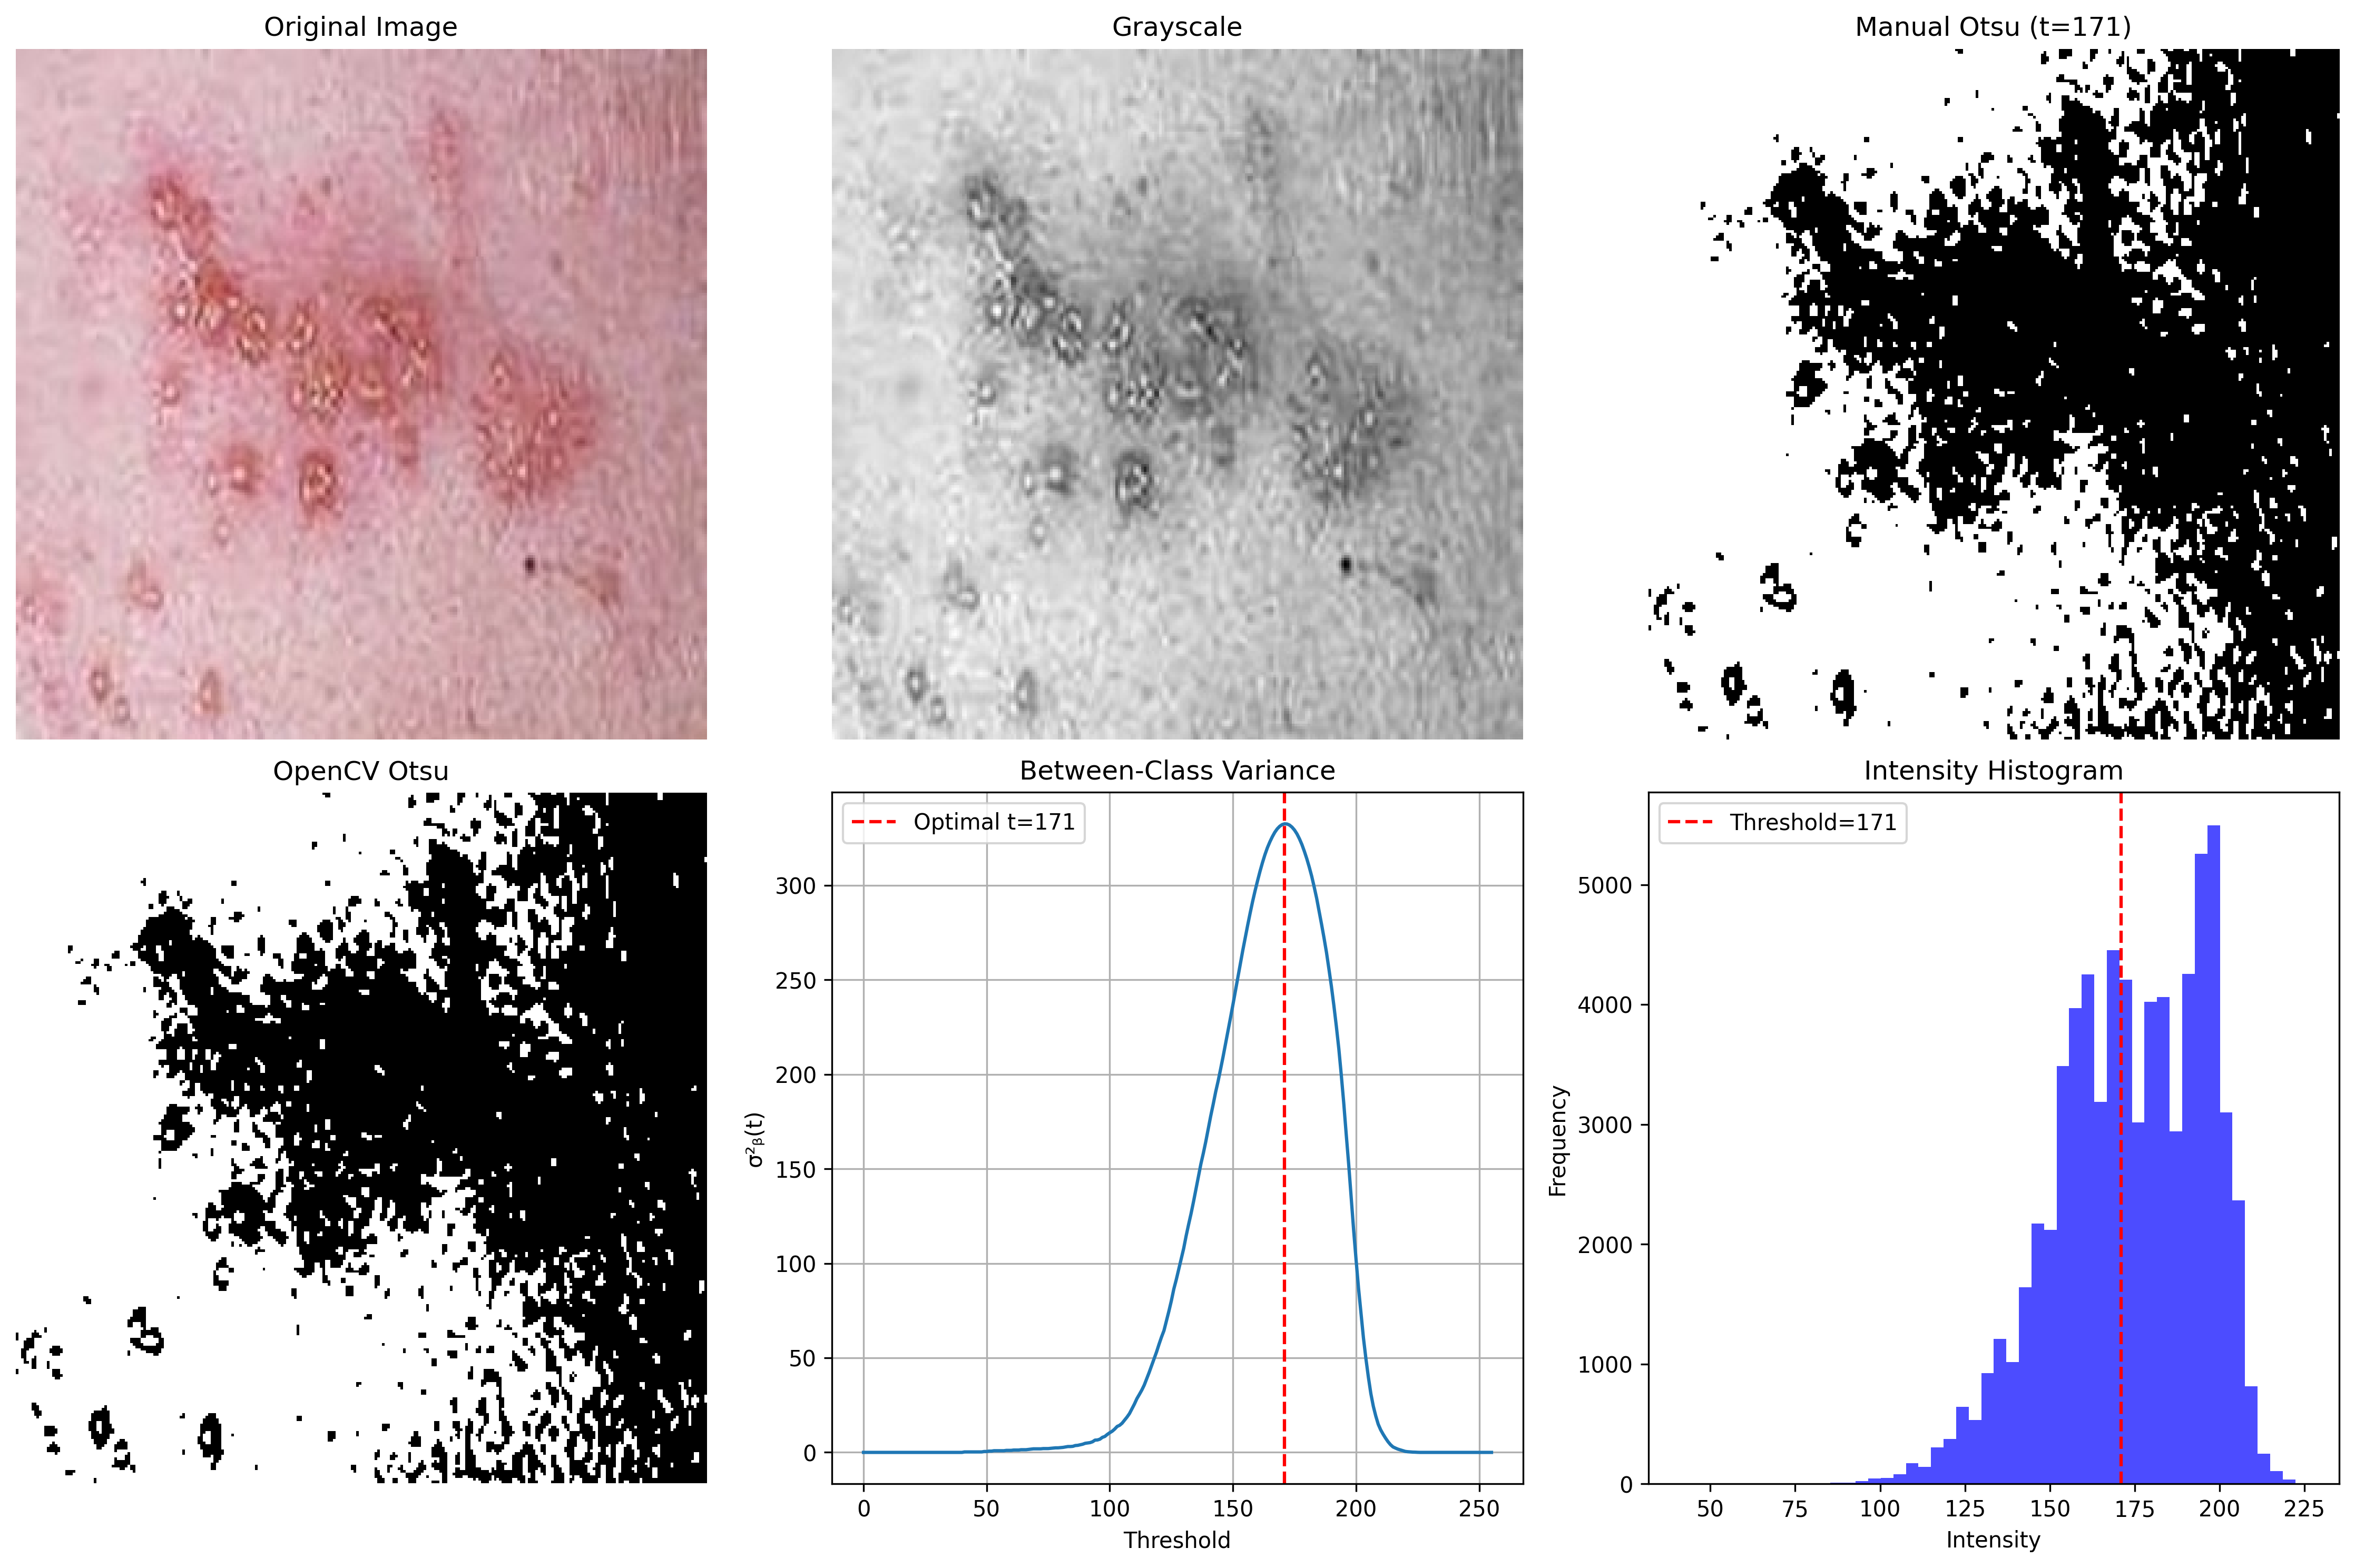 Original Image
Grayscale
Manual Otsu (t=171)
OpenCV Otsu
Between-Class Variance
Optimal t=171
300
250
200
150
100
50
0
σ²ᵦ(t)
0 50 100 150 200 250
Threshold
Intensity Histogram
Threshold=171
5000
4000
3000
2000
1000
0
Frequency
50 75 100 125 150 175 200 225
Intensity